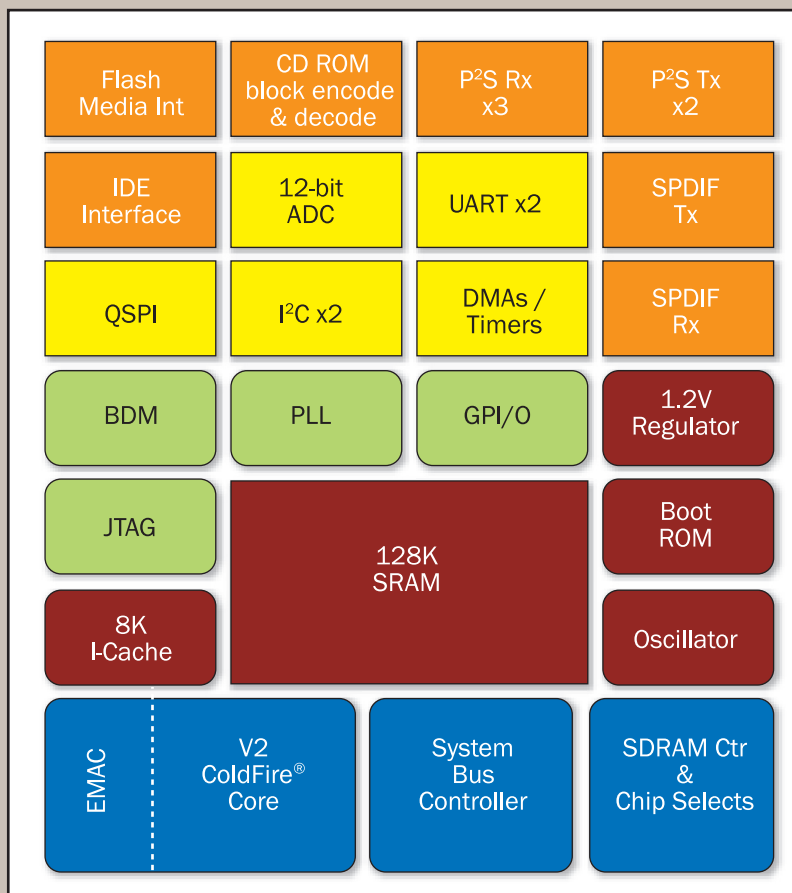 Flash
Media Int
CD ROM
block encode
& decode
P²S Rx
x3
P²S Tx
x2
IDE
Interface
12-bit
ADC
UART x2
SPDIF
Tx
QSPI
I²C x2
DMAs /
Timers
SPDIF
Rx
BDM
PLL
GPI/O
1.2V
Regulator
JTAG
128K
SRAM
Boot
ROM
8K
I-Cache
Oscillator
EMAC
V2
ColdFire®
Core
System
Bus
Controller
SDRAM Ctr
&
Chip Selects